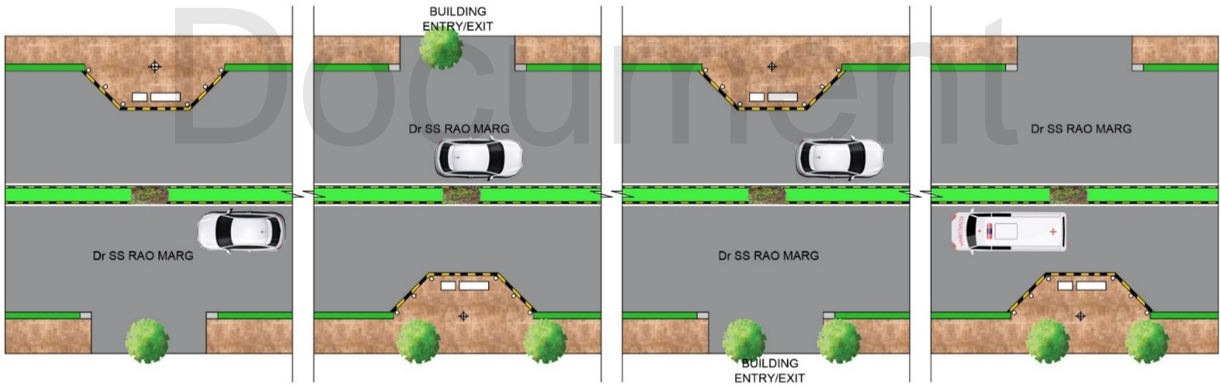 BUILDING
ENTRY/EXIT
Document
Dr SS RAO MARG
Dr SS RAO MARG
Dr SS RAO MARG
Dr SS RAO MARG
BUILDING
ENTRY/EXIT